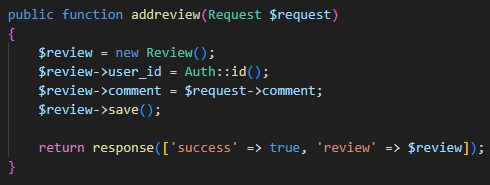 public function addreview(Request $request)
{
    $review = new Review();
    $review->user_id = Auth::id();
    $review->comment = $request->comment;
    $review->save();

    return response(['success' => true, 'review' => $review]);
}